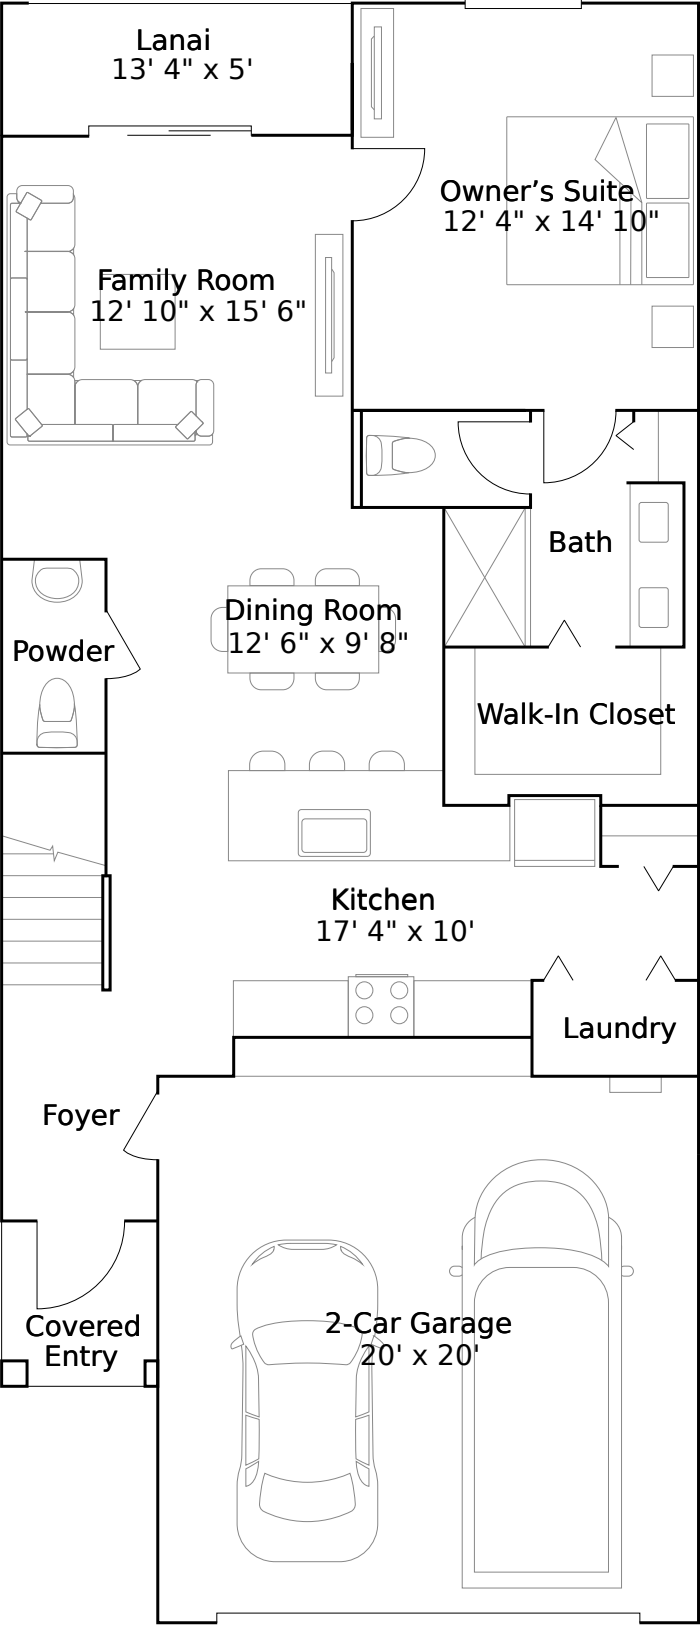 Lanai
13' 4" x 5'
Owner’s Suite
12' 4" x 14' 10"
Family Room
12' 10" x 15' 6"
Bath
Dining Room
12' 6" x 9' 8"
Powder
Walk-In Closet
Kitchen
17' 4" x 10'
Laundry
Foyer
Covered
Entry
2-Car Garage
20' x 20'